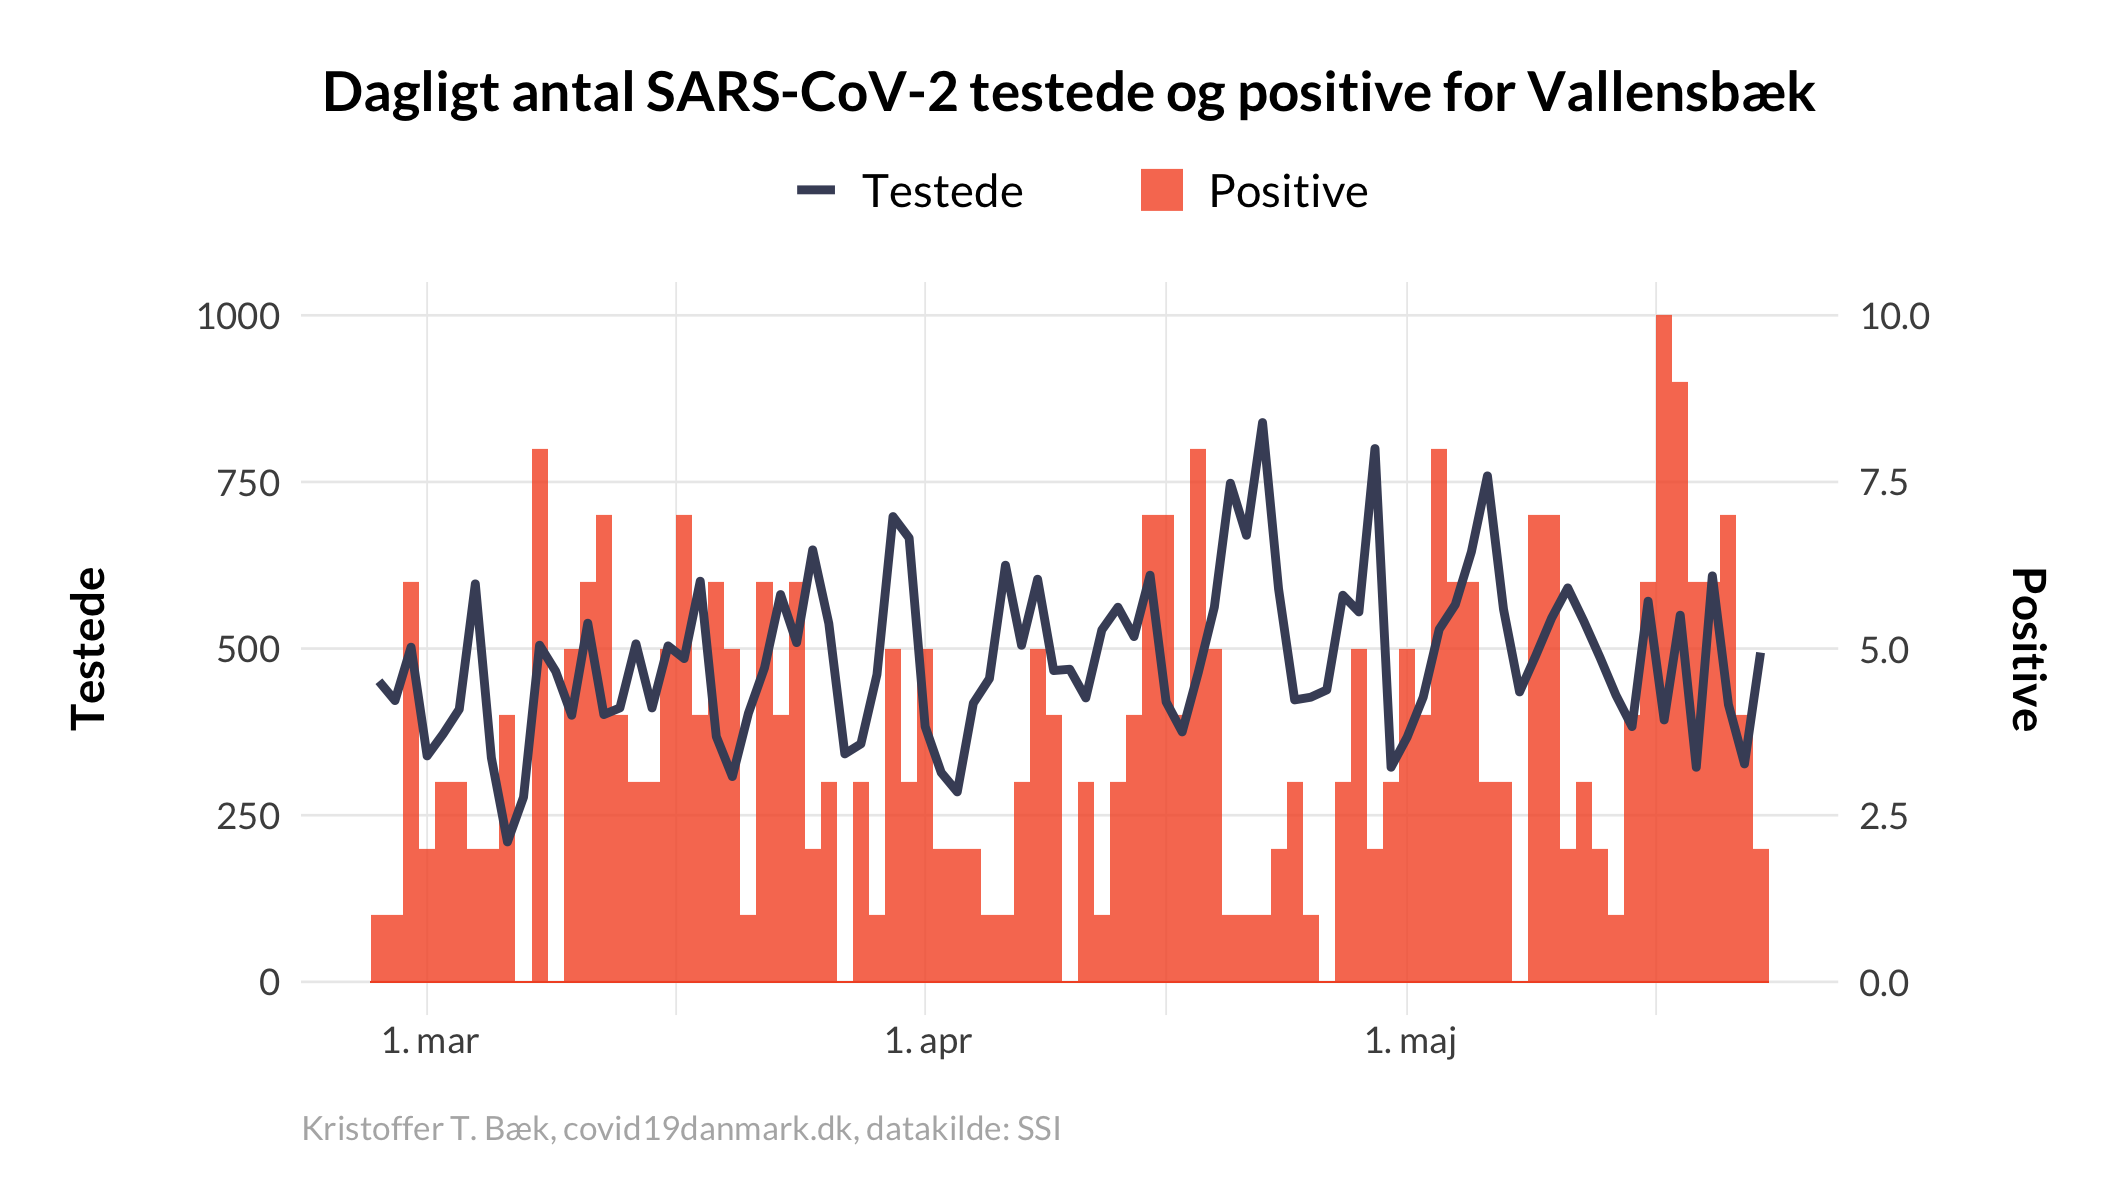 Dagligt antal SARS-CoV-2 testede og positive for Vallensbæk
Testede
Positive
1000
750
500
250
0
10.0
7.5
5.0
2.5
0.0
Testede
Positive
1. mar
1. apr
1. maj
Kristoffer T. Bæk, covid19danmark.dk, datakilde: SSI